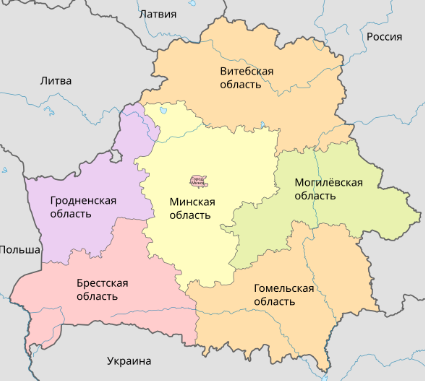 Латвия
Россия
Витебская
область
Литва
Могилёвская
область
Гродненская
область
Минская
область
Польша
Брестская
область
Гомельская
область
Украина